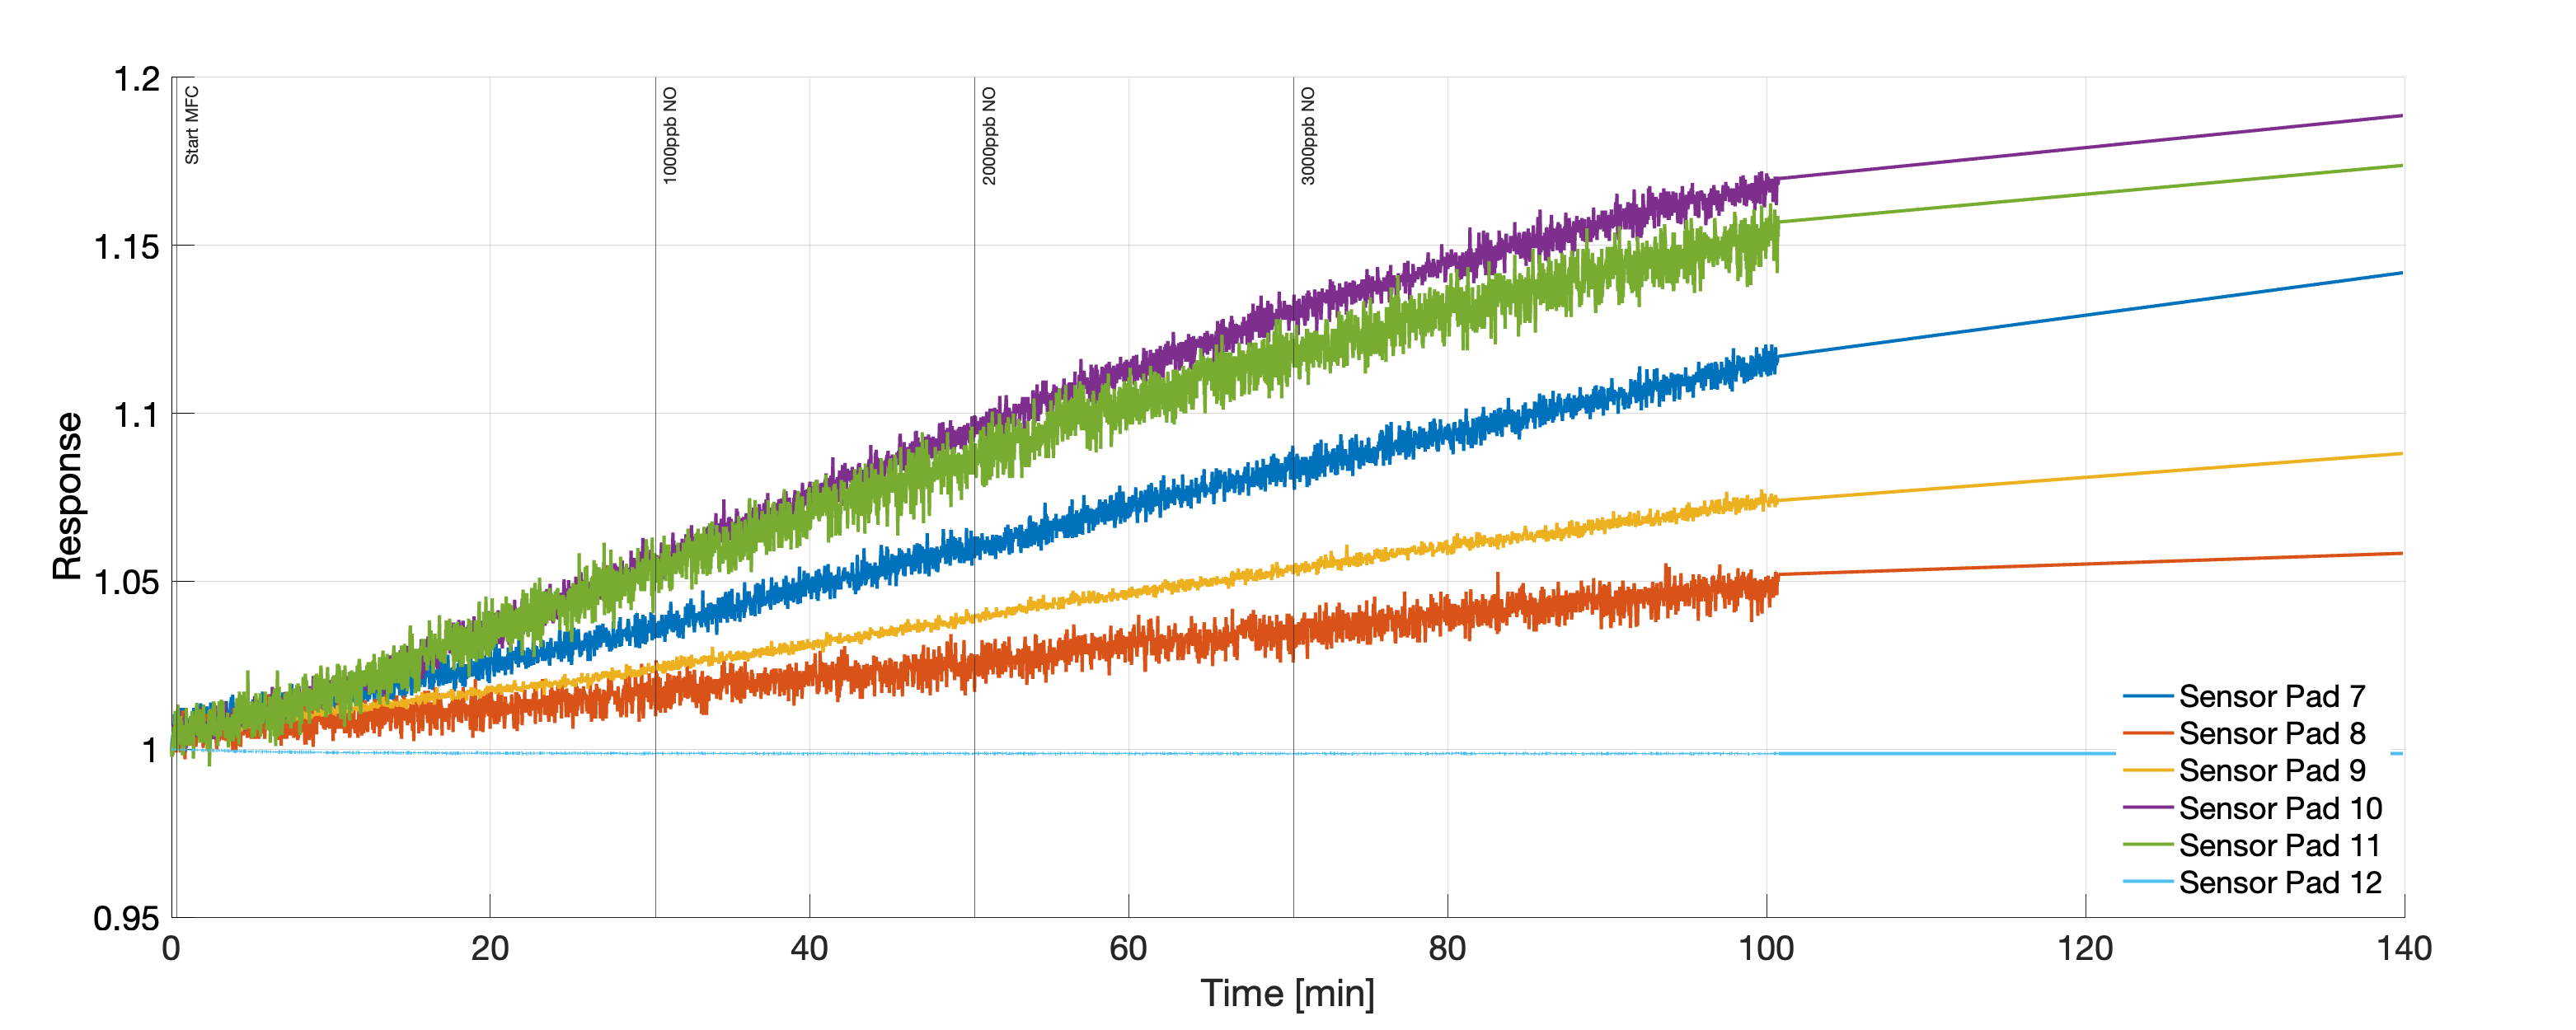 1.2
1.15
1.1
1.05
1
0.95
Response
Start MFC
1000ppb NO
2000ppb NO
3000ppb NO
Sensor Pad 7
Sensor Pad 8
Sensor Pad 9
Sensor Pad 10
Sensor Pad 11
Sensor Pad 12
0 20 40 60 80 100 120 140
Time [min]